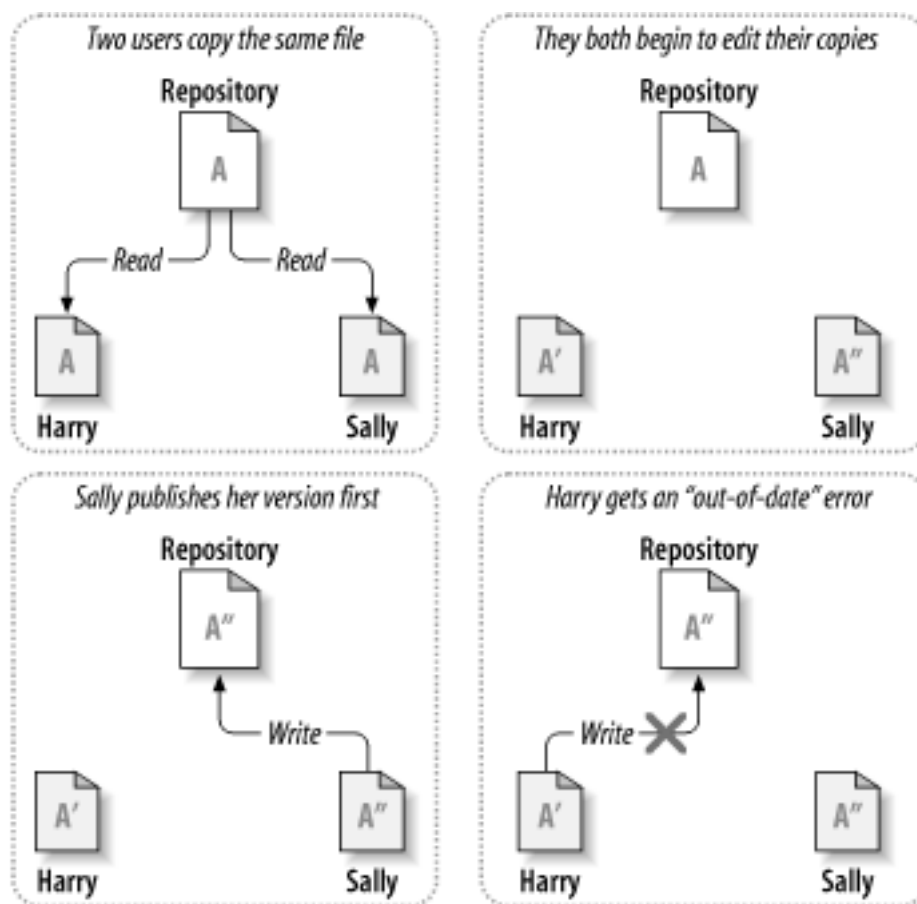 Two users copy the same file
Repository
A
Read
Read
A
A
Harry
Sally
They both begin to edit their copies
Repository
A
A'
A"
Harry
Sally
Sally publishes her version first
Repository
A"
Write
A'
A"
Harry
Sally
Harry gets an “out-of-date” error
Repository
A"
Write
A'
A"
Harry
Sally